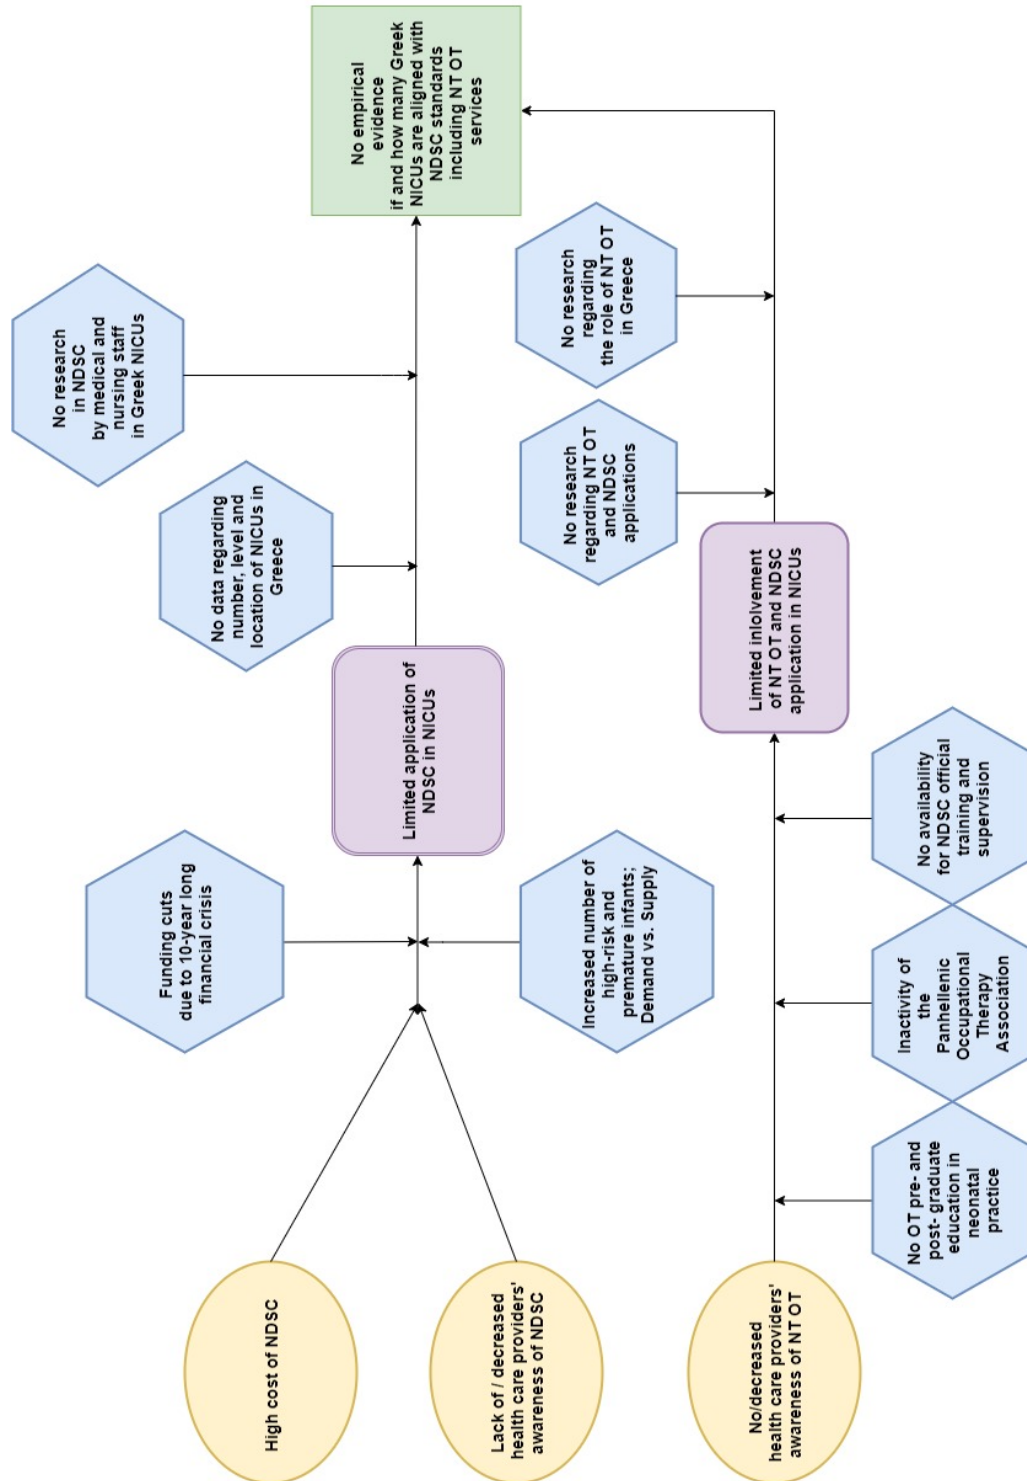 High cost of NDSC
Lack of / decreased
health care providers'
awareness of NDSC
No/decreased
health care providers'
awareness of NT OT
Funding cuts
due to 10-year long
financial crisis
Increased number of
high-risk and
premature infants;
Demand vs. Supply
No OT pre- and
post- graduate
education in
neonatal
practice
Inactivity of
the
Panhellenic
Occupational
Therapy
Association
No availability
for NDSC official
training and
supervision
Limited application of
NDSC in NICUs
Limited inlolvement
of NT OT and NDSC
application in NICUs
No data regarding
number, level and
location of NICUs in
Greece
No research
in NDSC
by medical and
nursing staff
in Greek NICUs
No research
regarding NT OT
and NDSC
applications
No research
regarding
the role of NT OT
in Greece
No empirical
evidence
if and how many Greek
NICUs are aligned with
NDSC standards
including NT OT
services